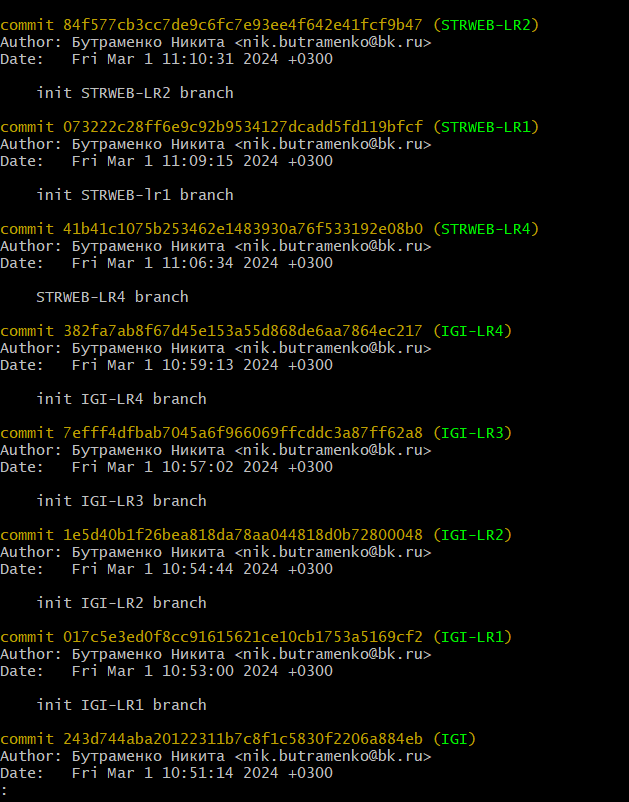 commit 84f577cb3cc7de9c6fc7e93ee4f642e41fcf9b47 (STRWEB-LR2)
Author: Бутраменко Никита <nik.butramenko@bk.ru>
Date:   Fri Mar 1 11:10:31 2024 +0300
init STRWEB-LR2 branch
commit 073222c28ff6e9c92b9534127dcadd5fd119bfcf (STRWEB-LR1)
Author: Бутраменко Никита <nik.butramenko@bk.ru>
Date:   Fri Mar 1 11:09:15 2024 +0300
init STRWEB-lr1 branch
commit 41b41c1075b253462e1483930a76f533192e08b0 (STRWEB-LR4)
Author: Бутраменко Никита <nik.butramenko@bk.ru>
Date:   Fri Mar 1 11:06:34 2024 +0300
STRWEB-LR4 branch
commit 382fa7ab8f67d45e153a55d868de6aa7864ec217 (IGI-LR4)
Author: Бутраменко Никита <nik.butramenko@bk.ru>
Date:   Fri Mar 1 10:59:13 2024 +0300
init IGI-LR4 branch
commit 7efff4dfbab7045a6f966069ffcddc3a87ff62a8 (IGI-LR3)
Author: Бутраменко Никита <nik.butramenko@bk.ru>
Date:   Fri Mar 1 10:57:02 2024 +0300
init IGI-LR3 branch
commit 1e5d40b1f26bea818da78aa044818d0b72800048 (IGI-LR2)
Author: Бутраменко Никита <nik.butramenko@bk.ru>
Date:   Fri Mar 1 10:54:44 2024 +0300
init IGI-LR2 branch
commit 017c5e3ed0f8cc91615621ce10cb1753a5169cf2 (IGI-LR1)
Author: Бутраменко Никита <nik.butramenko@bk.ru>
Date:   Fri Mar 1 10:53:00 2024 +0300
init IGI-LR1 branch
commit 243d744aba20122311b7c8f1c5830f2206a884eb (IGI)
Author: Бутраменко Никита <nik.butramenko@bk.ru>
Date:   Fri Mar 1 10:51:14 2024 +0300
: